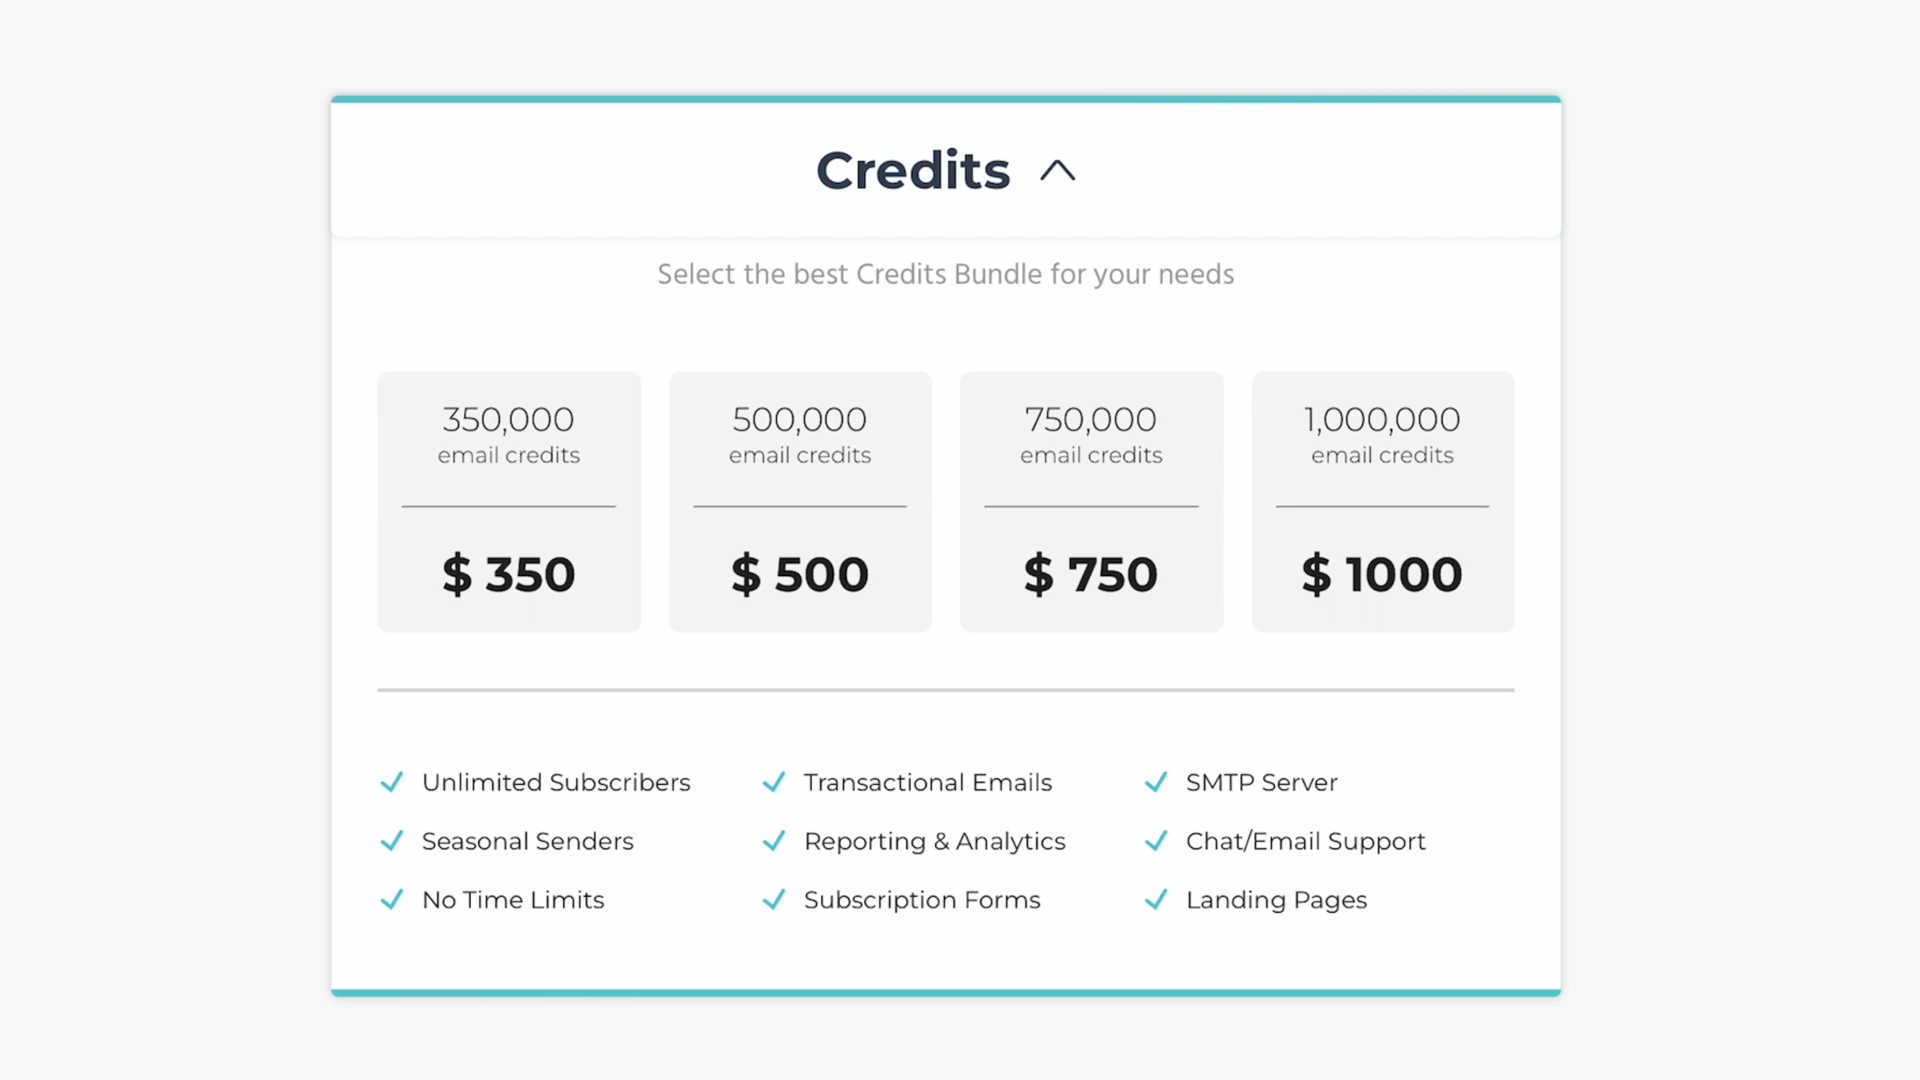 Credits
Select the best Credits Bundle for your needs
350,000
email credits
$ 350
500,000
email credits
$ 500
750,000
email credits
$ 750
1,000,000
email credits
$ 1000
Unlimited Subscribers
Seasonal Senders
No Time Limits
Transactional Emails
Reporting & Analytics
Subscription Forms
SMTP Server
Chat/Email Support
Landing Pages